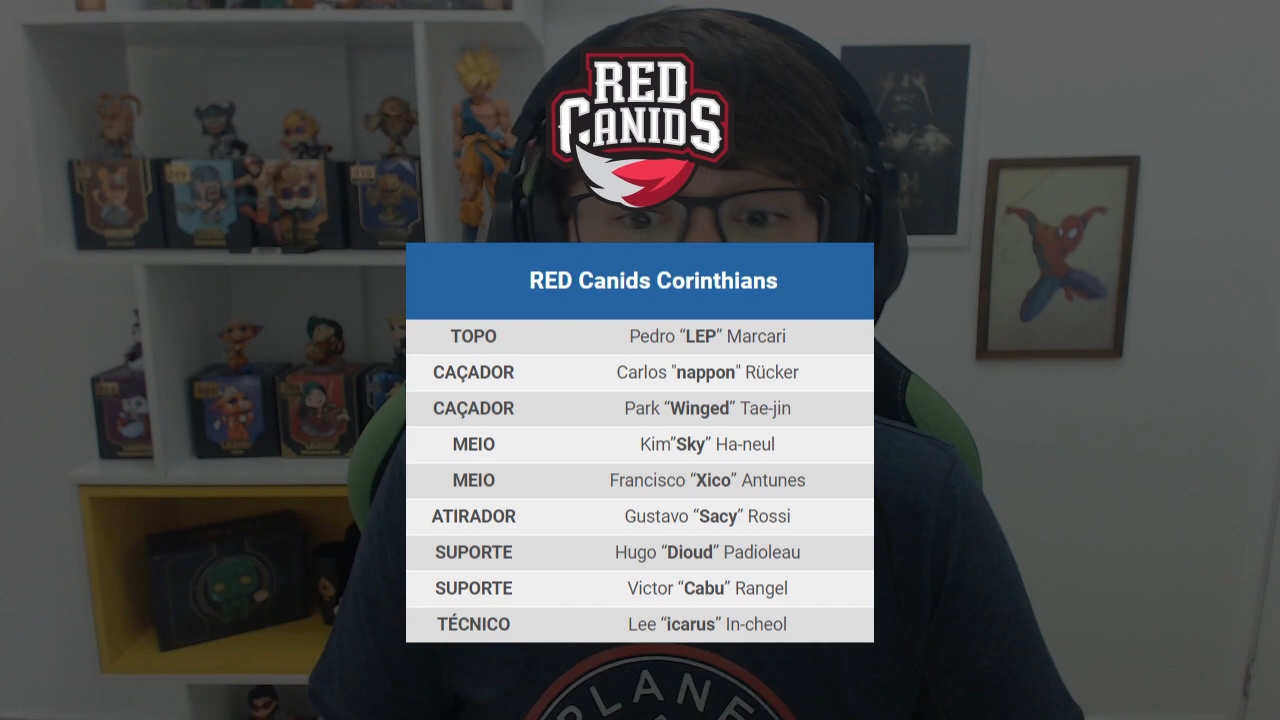 RED
CANIDS
RED Canids Corinthians
TOPO Pedro “LEP” Marcari
CAÇADOR Carlos "nappon" Rücker
CAÇADOR Park “Winged” Tae-jin
MEIO Kim”Sky” Ha-neul
MEIO Francisco “Xico” Antunes
ATIRADOR Gustavo “Sacy” Rossi
SUPORTE Hugo “Dioud” Padioleau
SUPORTE Victor “Cabu” Rangel
TÉCNICO Lee “icarus” In-cheol
PLANE